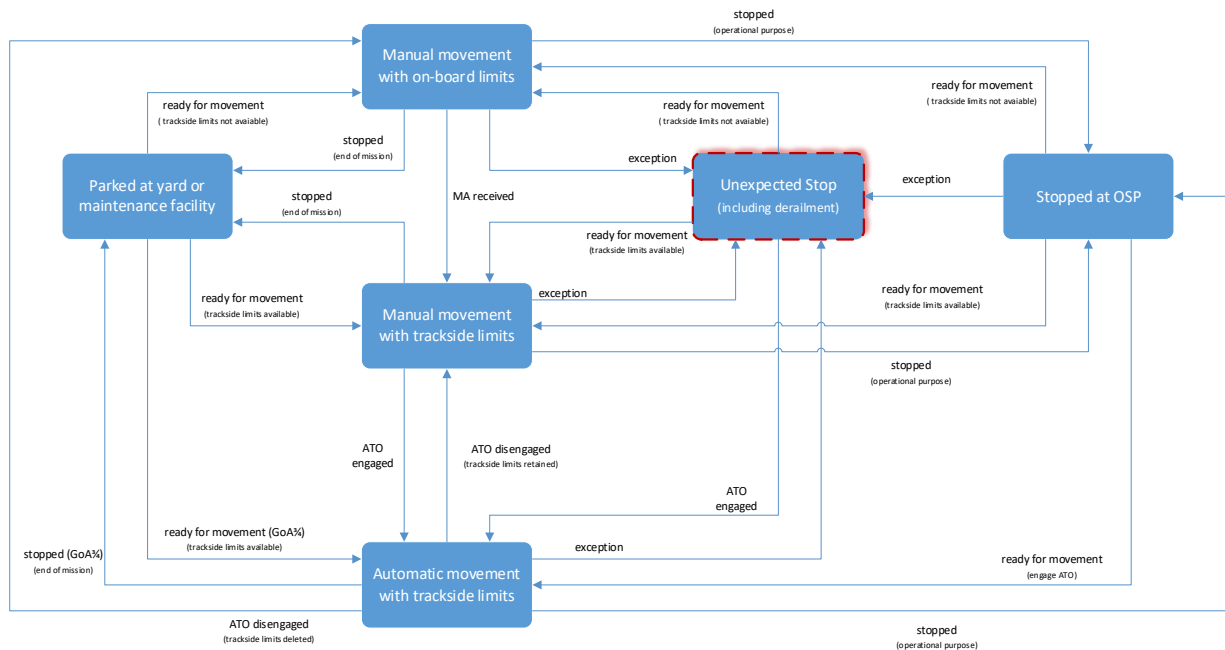 stopped
(operational purpose)
Manual movement
with on-board limits
ready for movement
( trackside limits not avaiable)
ready for movement
( trackside limits not avaiable)
ready for movement
( trackside limits not avaiable)
stopped
(end of mission)
exception
Parked at yard or
maintenance facility
MA received
Unexpected Stop
(including derailment)
exception
Stopped at OSP
stopped
(end of mission)
ready for movement
(trackside limits available)
ready for movement
(trackside limits available)
exception
ready for movement
(trackside limits available)
Manual movement
with trackside limits
stopped
(operational purpose)
ATO
engaged
ATO disengaged
(trackside limits retained)
ATO
engaged
ready for movement (GoA¾)
(trackside limits available)
stopped (GoA¾)
(end of mission)
exception
ready for movement
(engage ATO)
Automatic movement
with trackside limits
ATO disengaged
(trackside limits deleted)
stopped
(operational purpose)